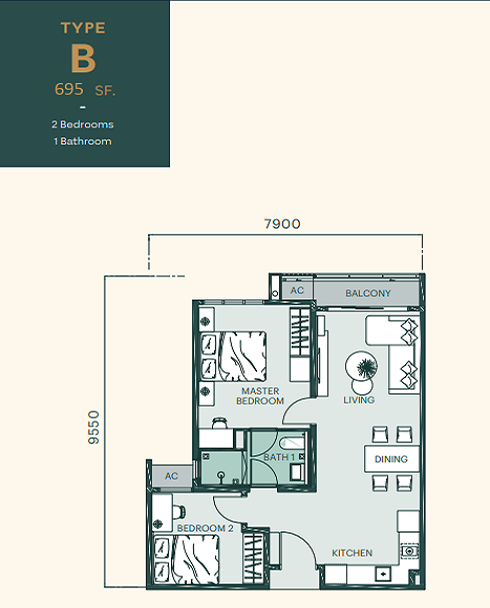 TYPE
B
695 SF.
-
2 Bedrooms
1 Bathroom
7900
9550
AC
BALCONY
MASTER
BEDROOM
LIVING
BATH 1
DINING
AC
BEDROOM 2
KITCHEN